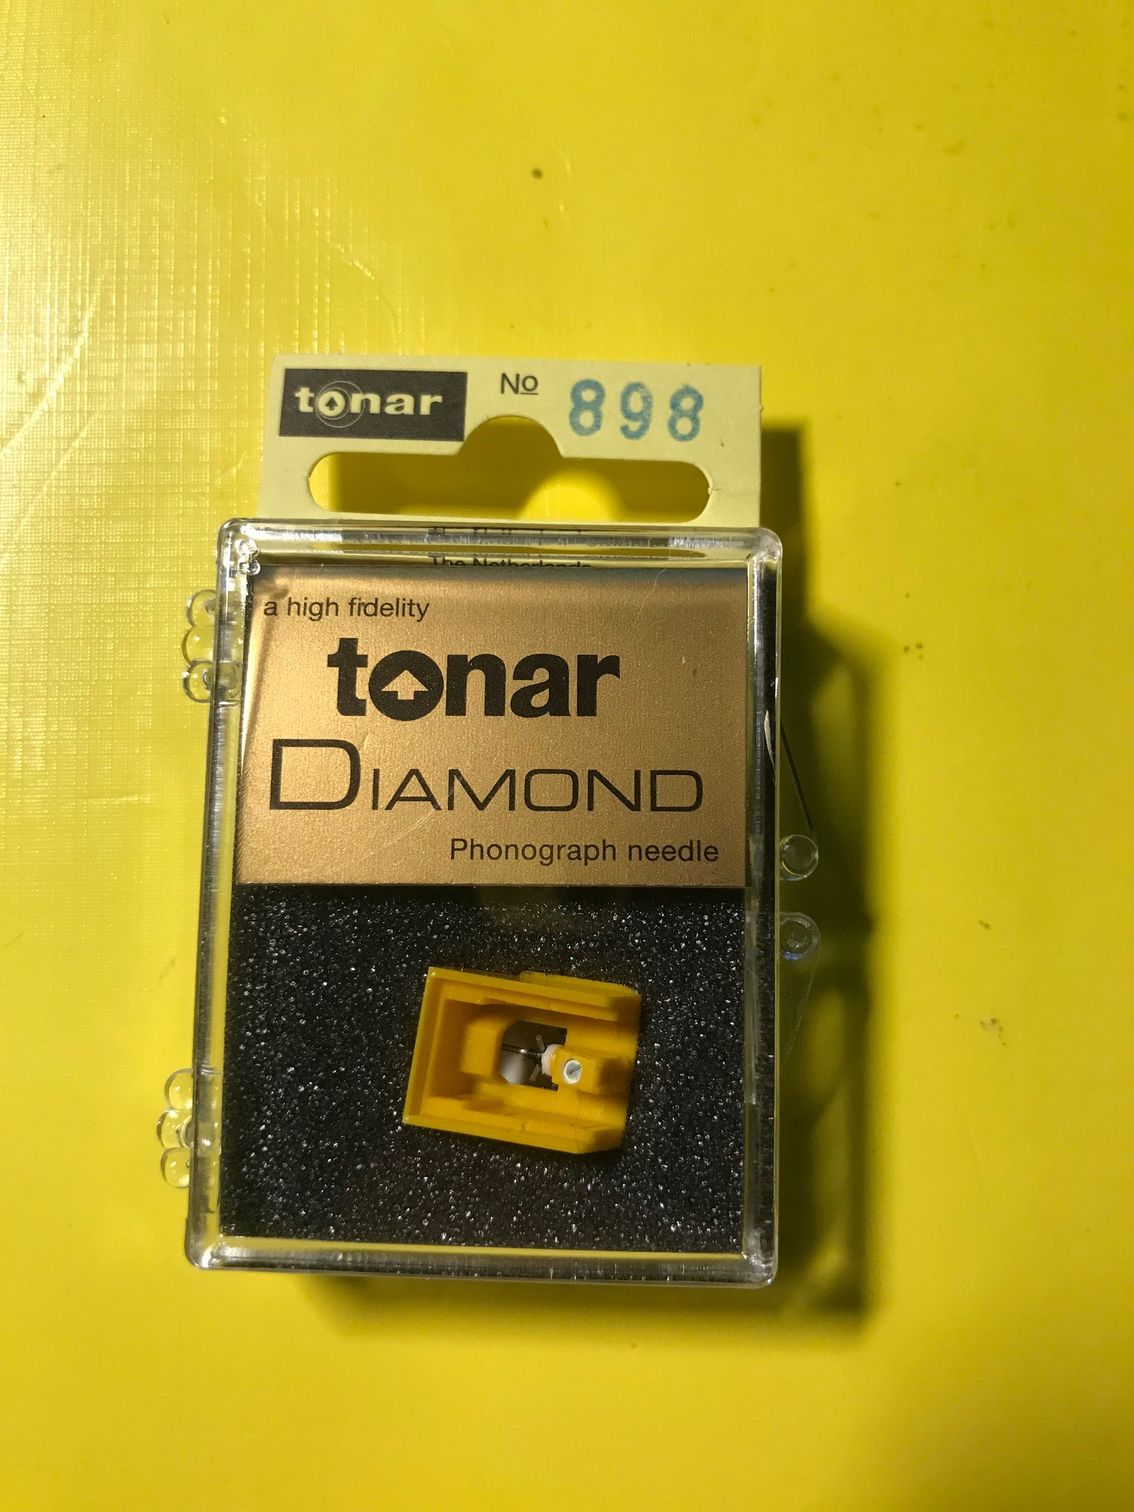 tonar No 898
The Netherlands
a high fidelity
tonar
DIAMOND
Phonograph needle